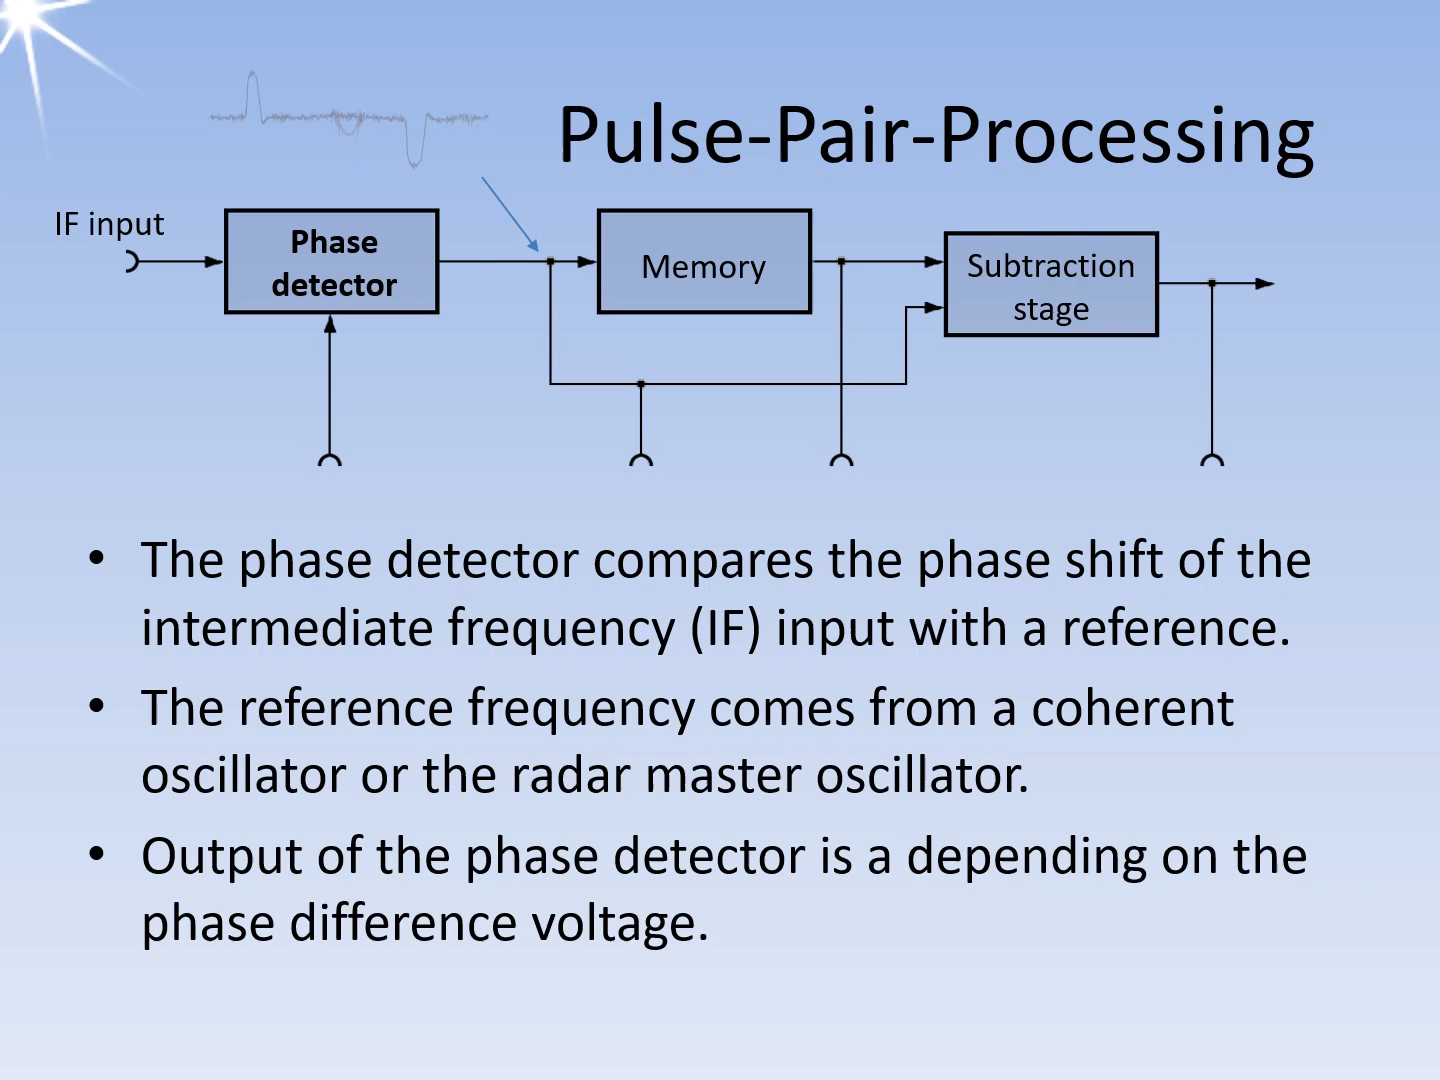 Pulse-Pair-Processing
IF input
Phase
detector
Memory
Subtraction
stage
• The phase detector compares the phase shift of the
intermediate frequency (IF) input with a reference.
• The reference frequency comes from a coherent
oscillator or the radar master oscillator.
• Output of the phase detector is a depending on the
phase difference voltage.